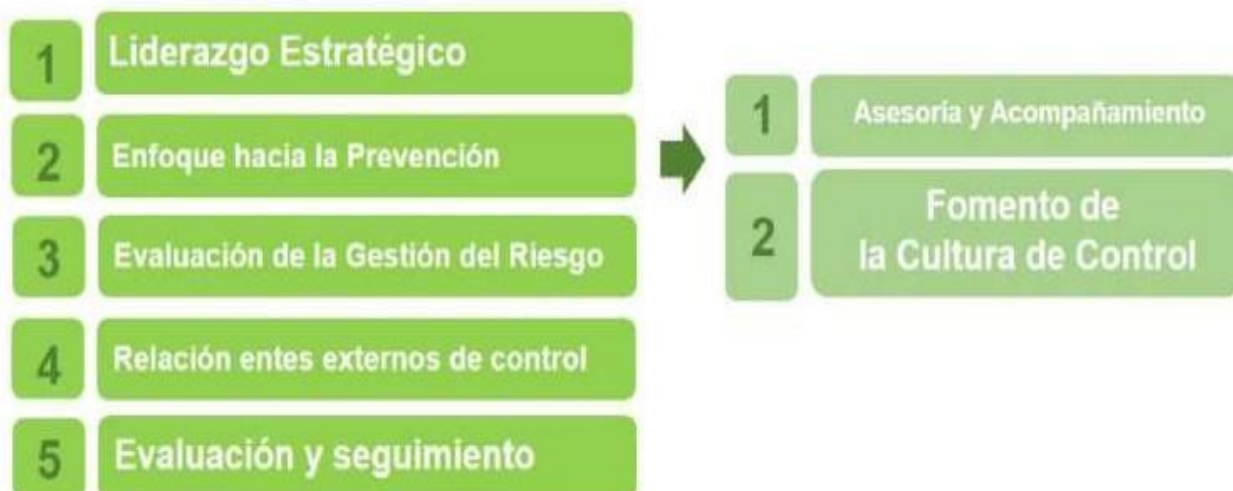 1 Liderazgo Estratégico
2 Enfoque hacia la Prevención
3 Evaluación de la Gestión del Riesgo
4 Relación entes externos de control
5 Evaluación y seguimiento
1 Asesoría y Acompañamiento
2 Fomento de
la Cultura de Control